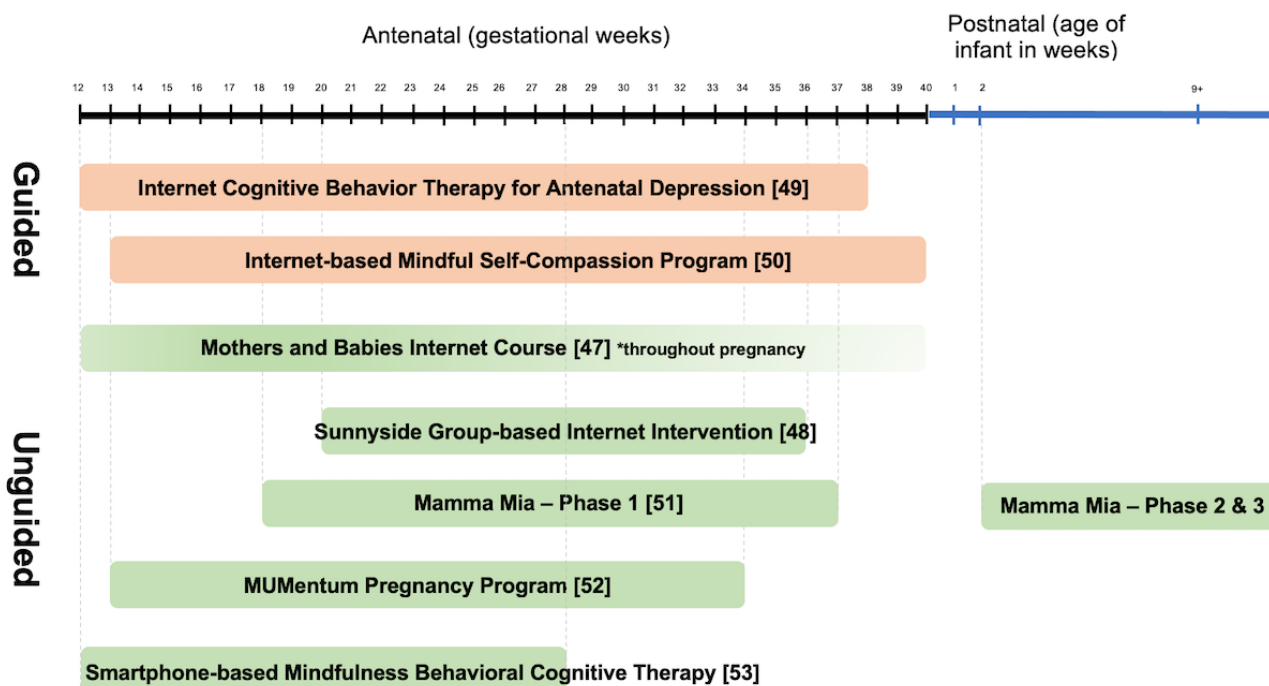 Antenatal (gestational weeks)
Postnatal (age of
infant in weeks)
12 13 14 15 16 17 18 19 20 21 22 23 24 25 26 27 28 29 30 31 32 33 34 35 36 37 38 39 40 1 2 9+
Guided
Internet Cognitive Behavior Therapy for Antenatal Depression [49]
Internet-based Mindful Self-Compassion Program [50]
Unguided
Mothers and Babies Internet Course [47] *throughout pregnancy
Sunnyside Group-based Internet Intervention [48]
Mamma Mia – Phase 1 [51]
Mamma Mia – Phase 2 & 3
MUMentum Pregnancy Program [52]
Smartphone-based Mindfulness Behavioral Cognitive Therapy [53]